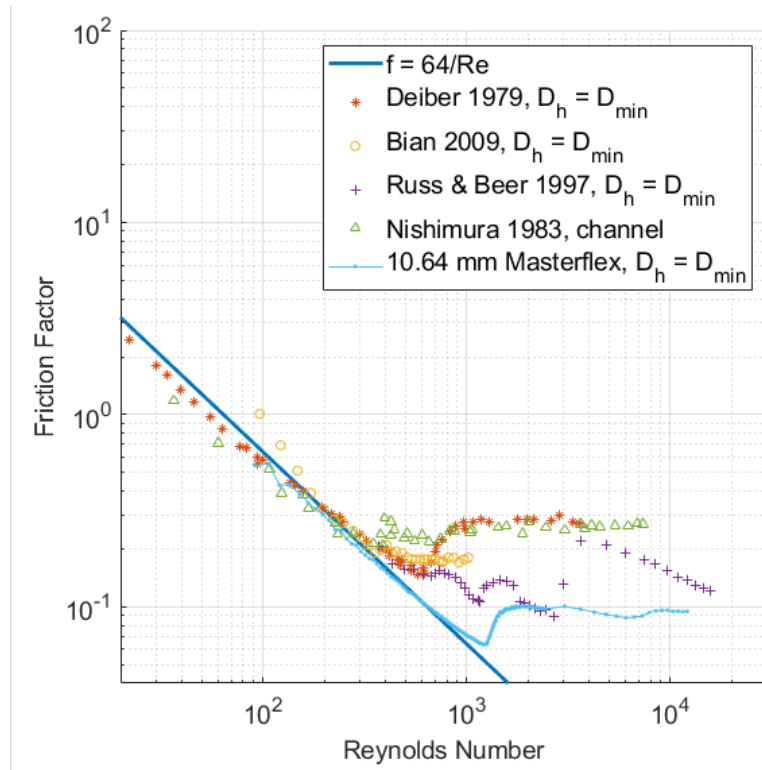 10^2
f = 64/Re
Deiber 1979, D_h = D_min
Bian 2009, D_h = D_min
Russ & Beer 1997, D_h = D_min
Nishimura 1983, channel
10.64 mm Masterflex, D_h = D_min
10^1
10^0
10^-1
Friction Factor
10^2 10^3 10^4
Reynolds Number